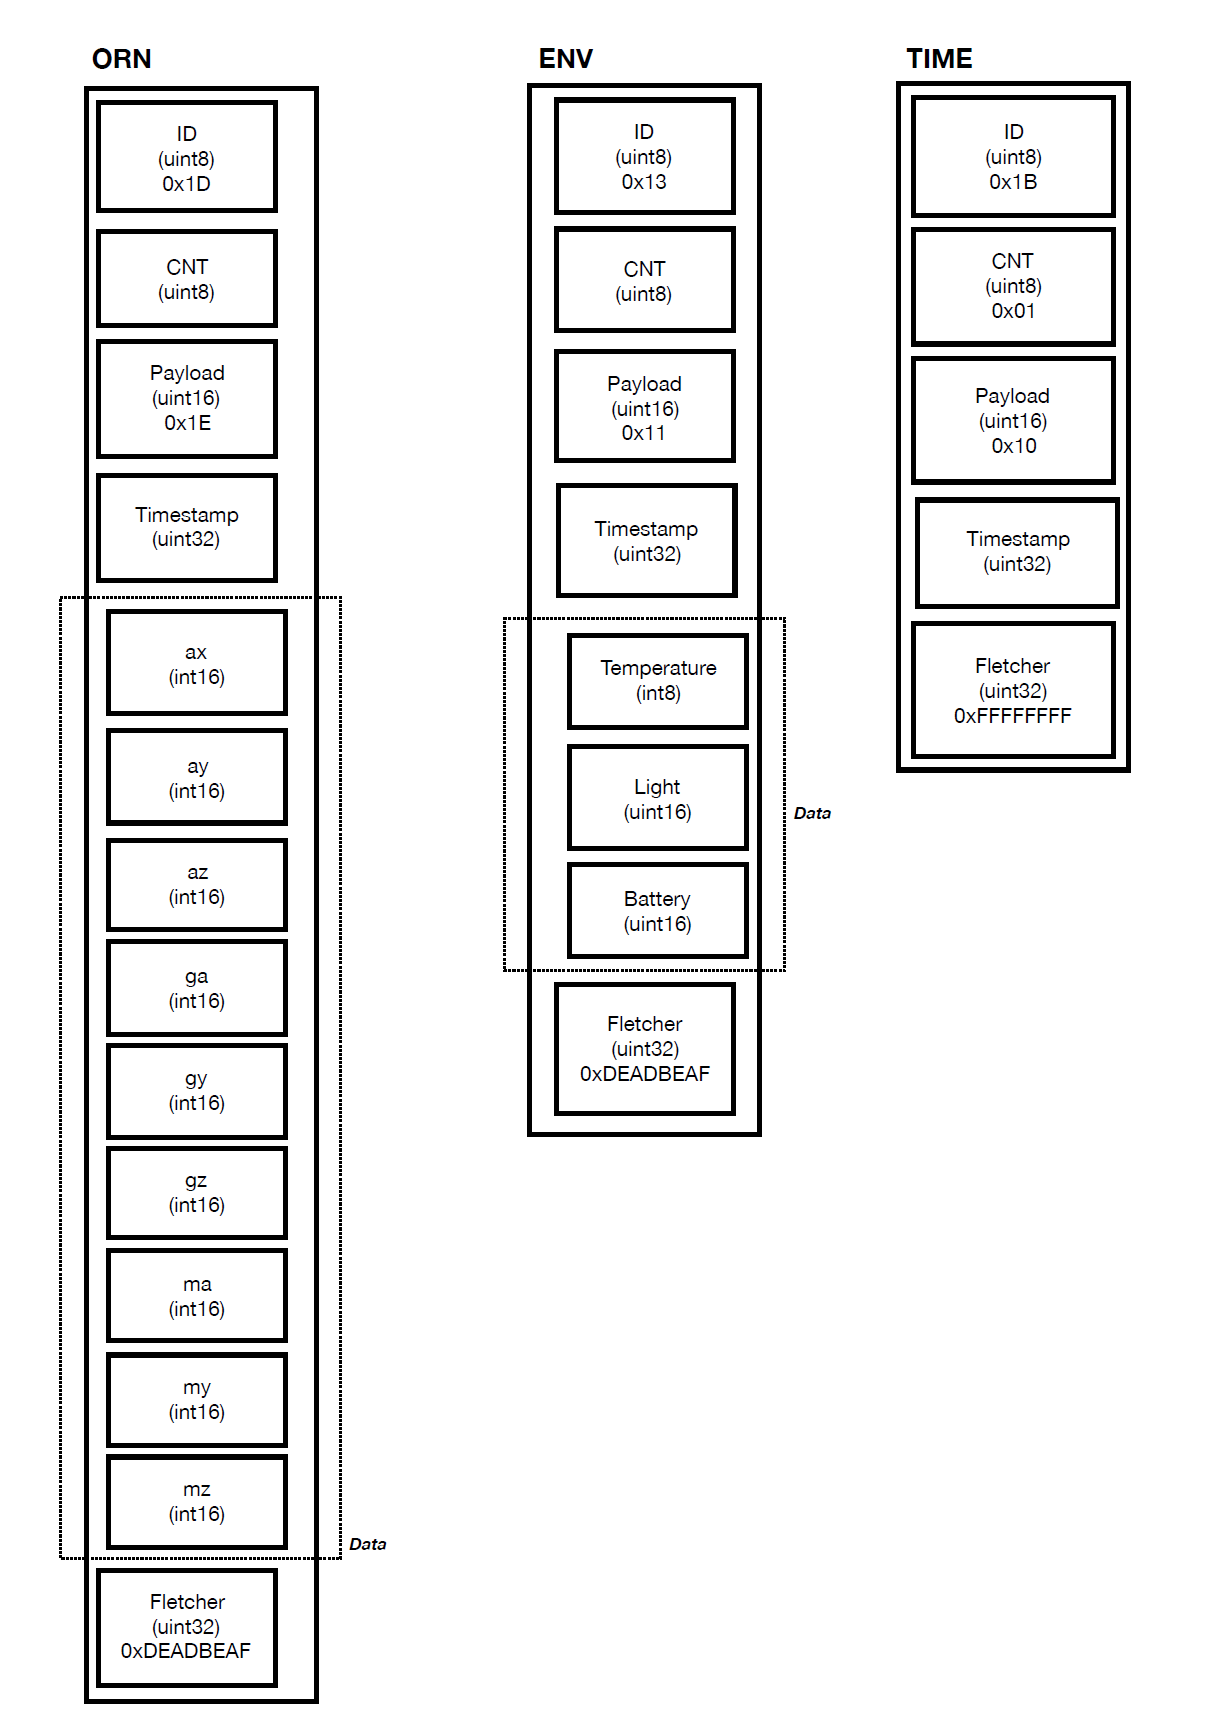 ORN
ID
(uint8)
0x1D
CNT
(uint8)
Payload
(uint16)
0x1E
Timestamp
(uint32)
ax
(int16)
ay
(int16)
az
(int16)
ga
(int16)
gy
(int16)
gz
(int16)
ma
(int16)
my
(int16)
mz
(int16)
Data
Fletcher
(uint32)
0xDEADBEAF
ENV
ID
(uint8)
0x13
CNT
(uint8)
Payload
(uint16)
0x11
Timestamp
(uint32)
Temperature
(int8)
Light
(uint16)
Battery
(uint16)
Data
Fletcher
(uint32)
0xDEADBEAF
TIME
ID
(uint8)
0x1B
CNT
(uint8)
0x01
Payload
(uint16)
0x10
Timestamp
(uint32)
Fletcher
(uint32)
0xFFFFFFFF